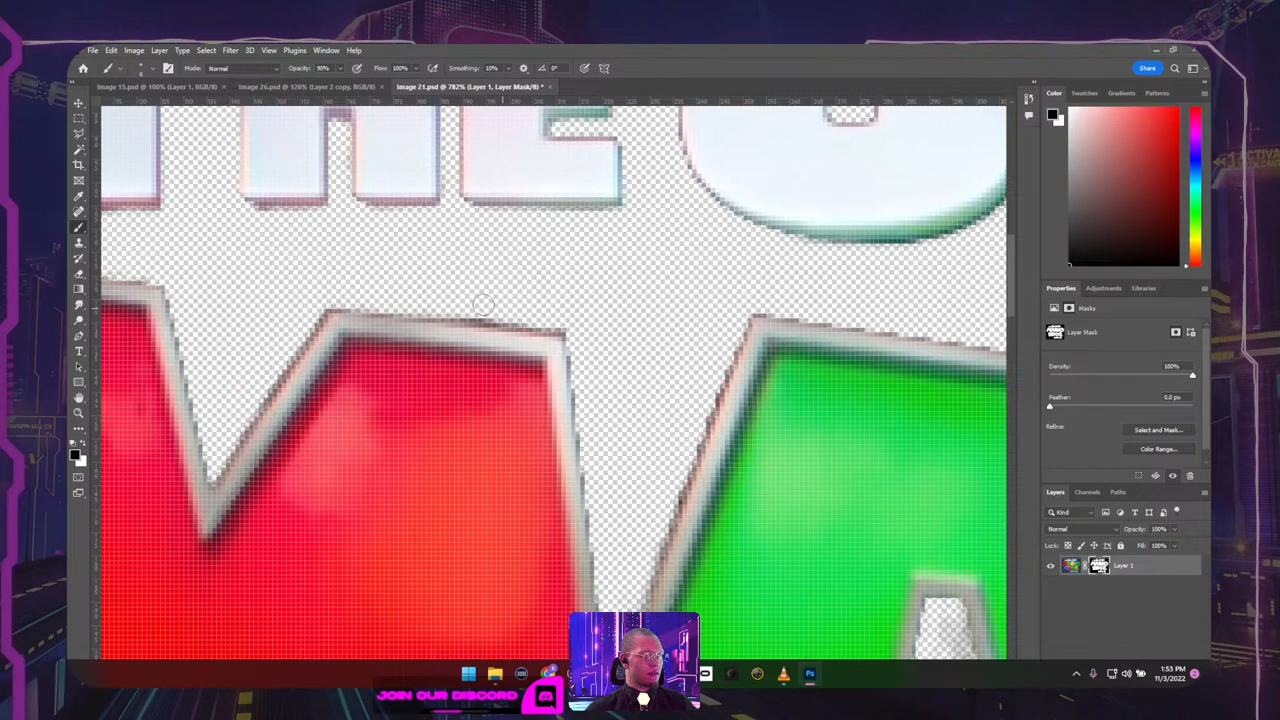 File Edit Image Layer Type Select Filter 3D View Plugins Window Help
Mode: Normal Opacity: 90% Flow: 100% Smoothing: 10% 0° Share
Image 15.psd @ 100% (Layer 1, RGB/8) × Image 26.psd @ 120% (Layer 2 copy, RGB/8) × Image 21.psd @ 782% (Layer 1, Layer Mask/8) * ×
Color Swatches Gradients Patterns
THE
Properties Adjustments Libraries
Masks
Layer Mask
Density: 100%
Feather: 0.0 px
Refine:
Select and Mask...
Color Range...
Layers Channels Paths
Kind
Normal Opacity: 100%
Lock: Fill: 100%
Layer 1
Ps
1:53 PM
11/3/2022
JOIN OUR DISCORD